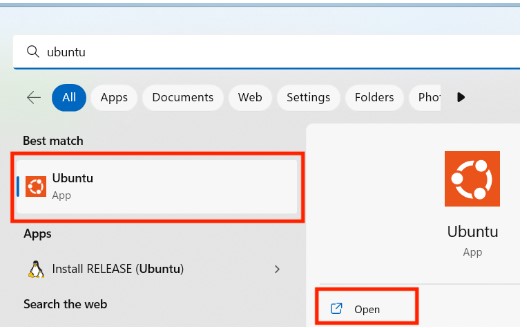 ubuntu
All Apps Documents Web Settings Folders
Best match
Ubuntu
App
Apps
Install RELEASE (Ubuntu)
Search the web
Ubuntu
App
Open